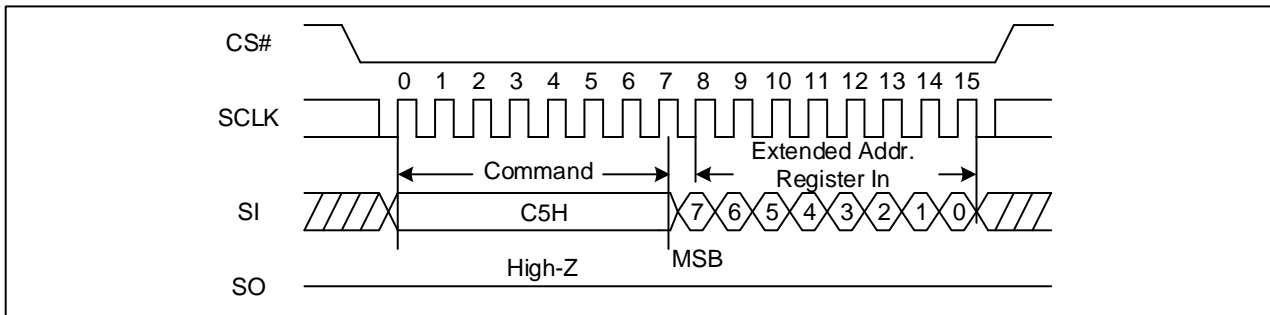 CS#
0 1 2 3 4 5 6 7 8 9 10 11 12 13 14 15
SCLK
Command
Extended Addr.
Register In
SI
C5H
7 6 5 4 3 2 1 0
High-Z
MSB
SO